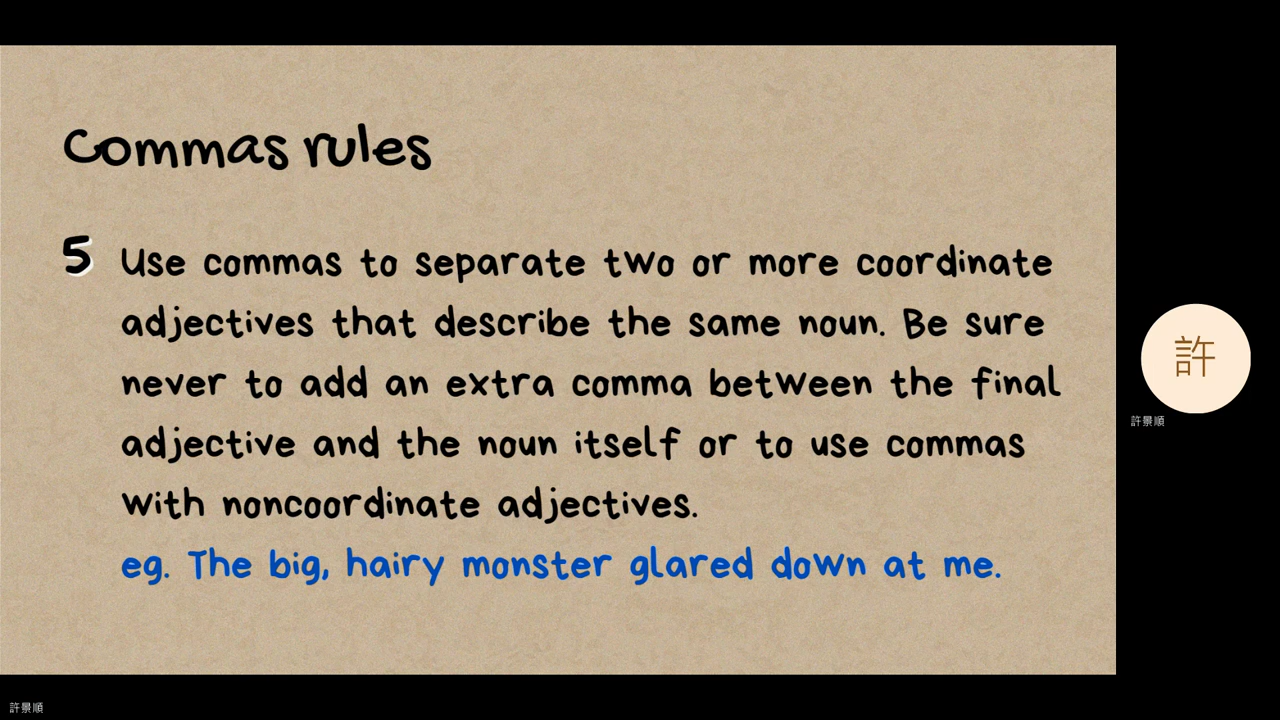 Commas rules
5 Use commas to separate two or more coordinate
adjectives that describe the same noun. Be sure
never to add an extra comma between the final
adjective and the noun itself or to use commas
with noncoordinate adjectives.
eg. The big, hairy monster glared down at me.
許
許景順
許景順